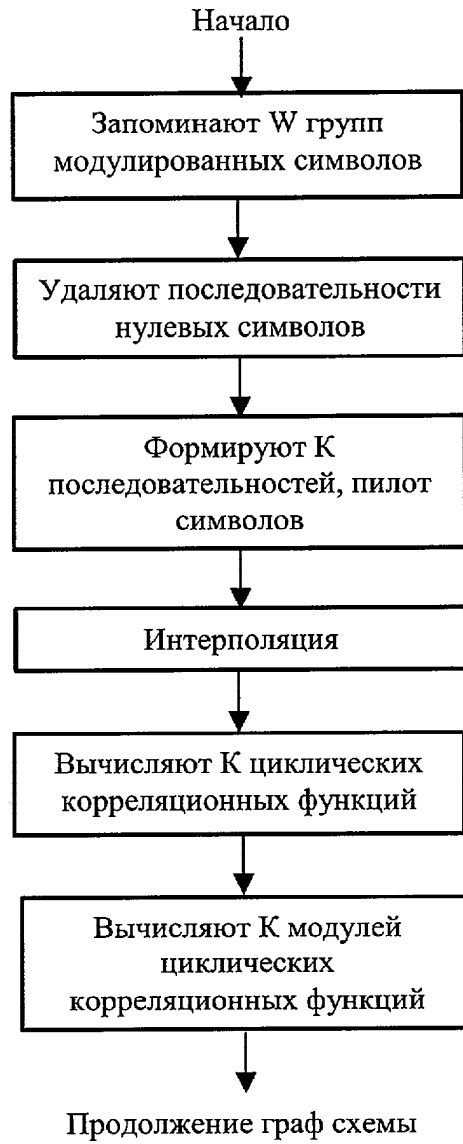 Начало
Запоминают W групп
модулированных символов
Удаляют последовательности
нулевых символов
Формируют K
последовательностей, пилот
символов
Интерполяция
Вычисляют K циклических
корреляционных функций
Вычисляют K модулей
циклических
корреляционных функций
Продолжение граф схемы